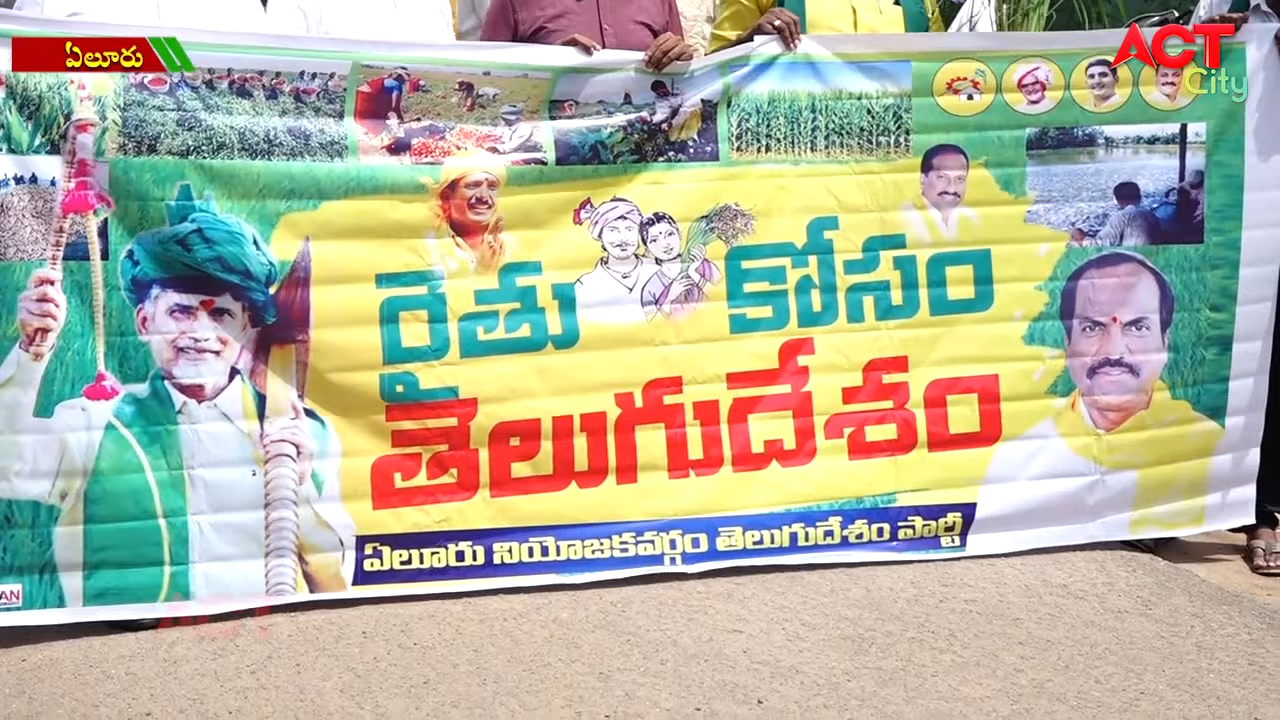 ఏలూరు
ACT
City
రైతు కోసం
తెలుగుదేశం
ఏలూరు నియోజకవర్గం తెలుగుదేశం పార్టీ